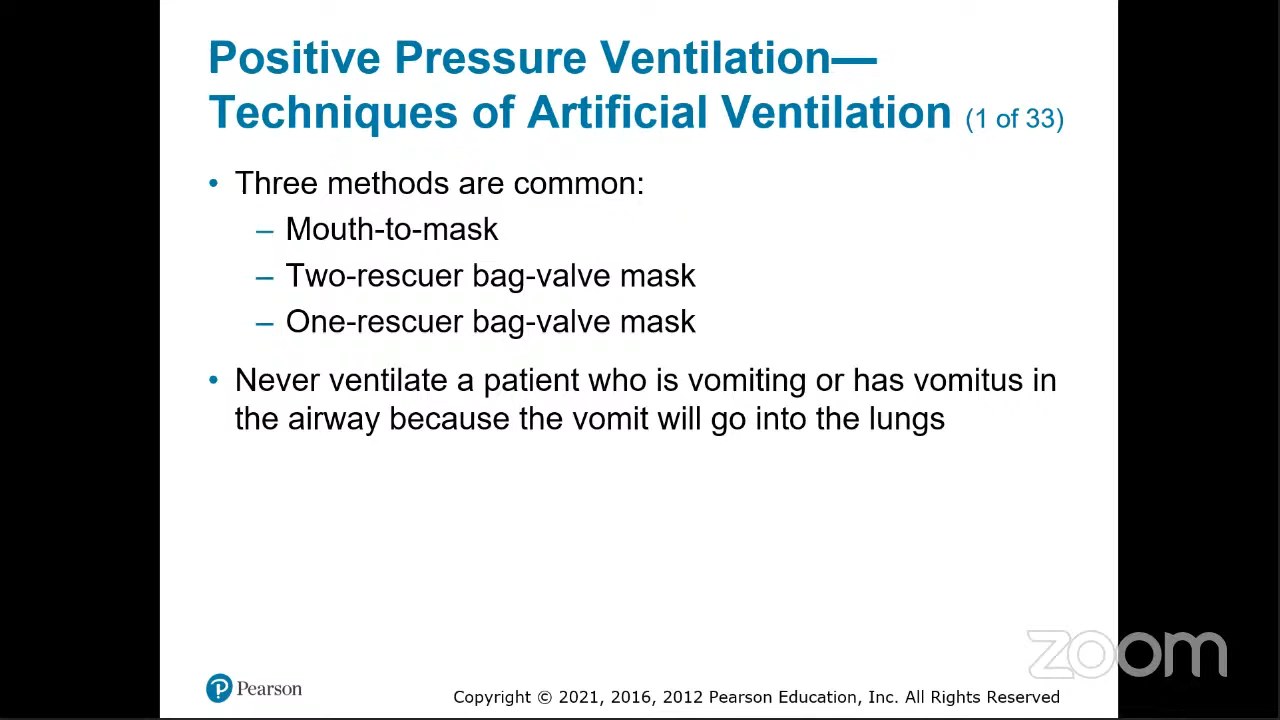 Positive Pressure Ventilation—
Techniques of Artificial Ventilation (1 of 33)
• Three methods are common:
– Mouth-to-mask
– Two-rescuer bag-valve mask
– One-rescuer bag-valve mask
• Never ventilate a patient who is vomiting or has vomitus in
the airway because the vomit will go into the lungs
zoom
P Pearson
Copyright © 2021, 2016, 2012 Pearson Education, Inc. All Rights Reserved